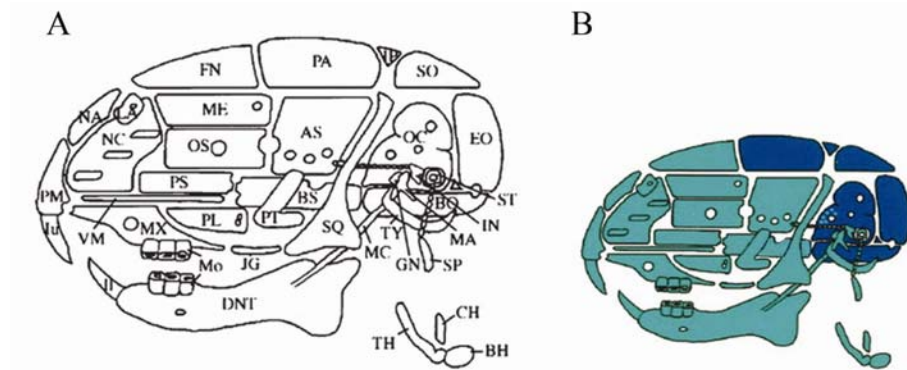 A
B
FN
PA
SO
NA
LA
ME
NC
OS
AS
OC
EO
PM
PS
BS
BO
ST
Iu
VM
MX
PL
PT
SQ
TY
IN
MC
MA
Mo
JG
GN
SP
Il
DNT
CH
TH
BH